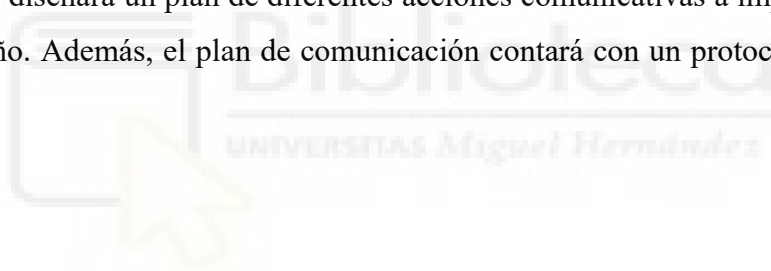 diseñará un plan de diferentes acciones comunicativas a
ño. Además, el plan de comunicación contará con un protoc
Biblioteca
UNIVERSITAS Miguel Hernández